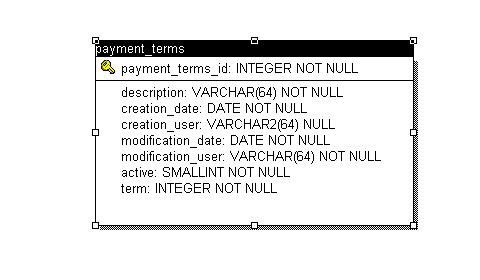 payment_terms
payment_terms_id: INTEGER NOT NULL
description: VARCHAR(64) NOT NULL
creation_date: DATE NOT NULL
creation_user: VARCHAR2(64) NULL
modification_date: DATE NOT NULL
modification_user: VARCHAR(64) NOT NULL
active: SMALLINT NOT NULL
term: INTEGER NOT NULL